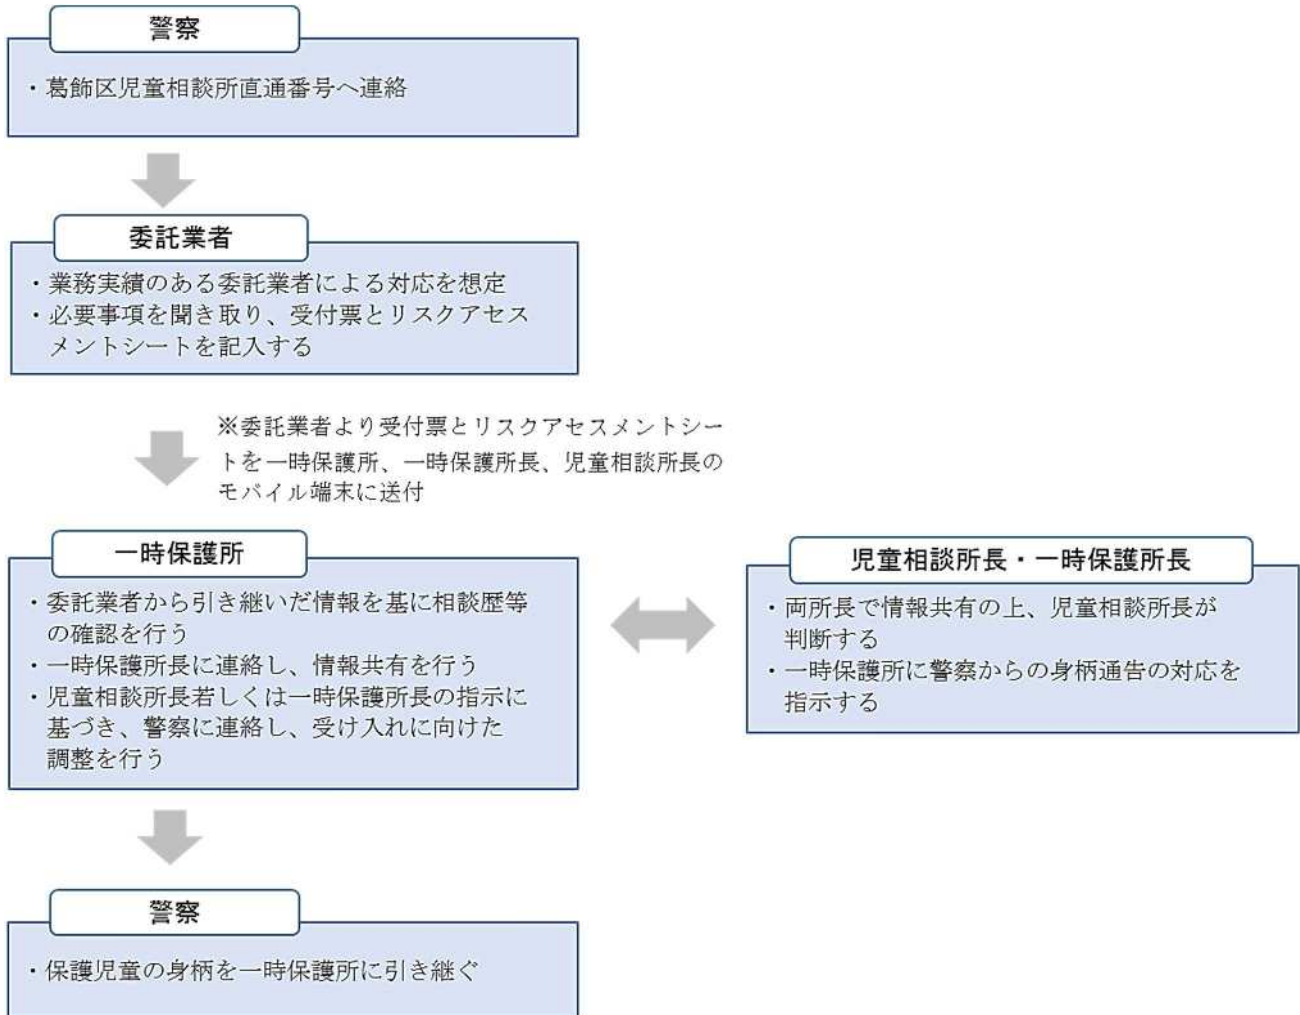 警察
・葛飾区児童相談所直通番号へ連絡
委託業者
・業務実績のある委託業者による対応を想定
・必要事項を聞き取り、受付票とリスクアセス
メントシートを記入する
※委託業者より受付票とリスクアセスメントシー
トを一時保護所、一時保護所長、児童相談所長の
モバイル端末に送付
一時保護所
・委託業者から引き継いだ情報を基に相談歴等
の確認を行う
・一時保護所長に連絡し、情報共有を行う
・児童相談所長若しくは一時保護所長の指示に
基づき、警察に連絡し、受け入れに向けた
調整を行う
児童相談所長・一時保護所長
・両所長で情報共有の上、児童相談所長が
判断する
・一時保護所に警察からの身柄通告の対応を
指示する
警察
・保護児童の身柄を一時保護所に引き継ぐ